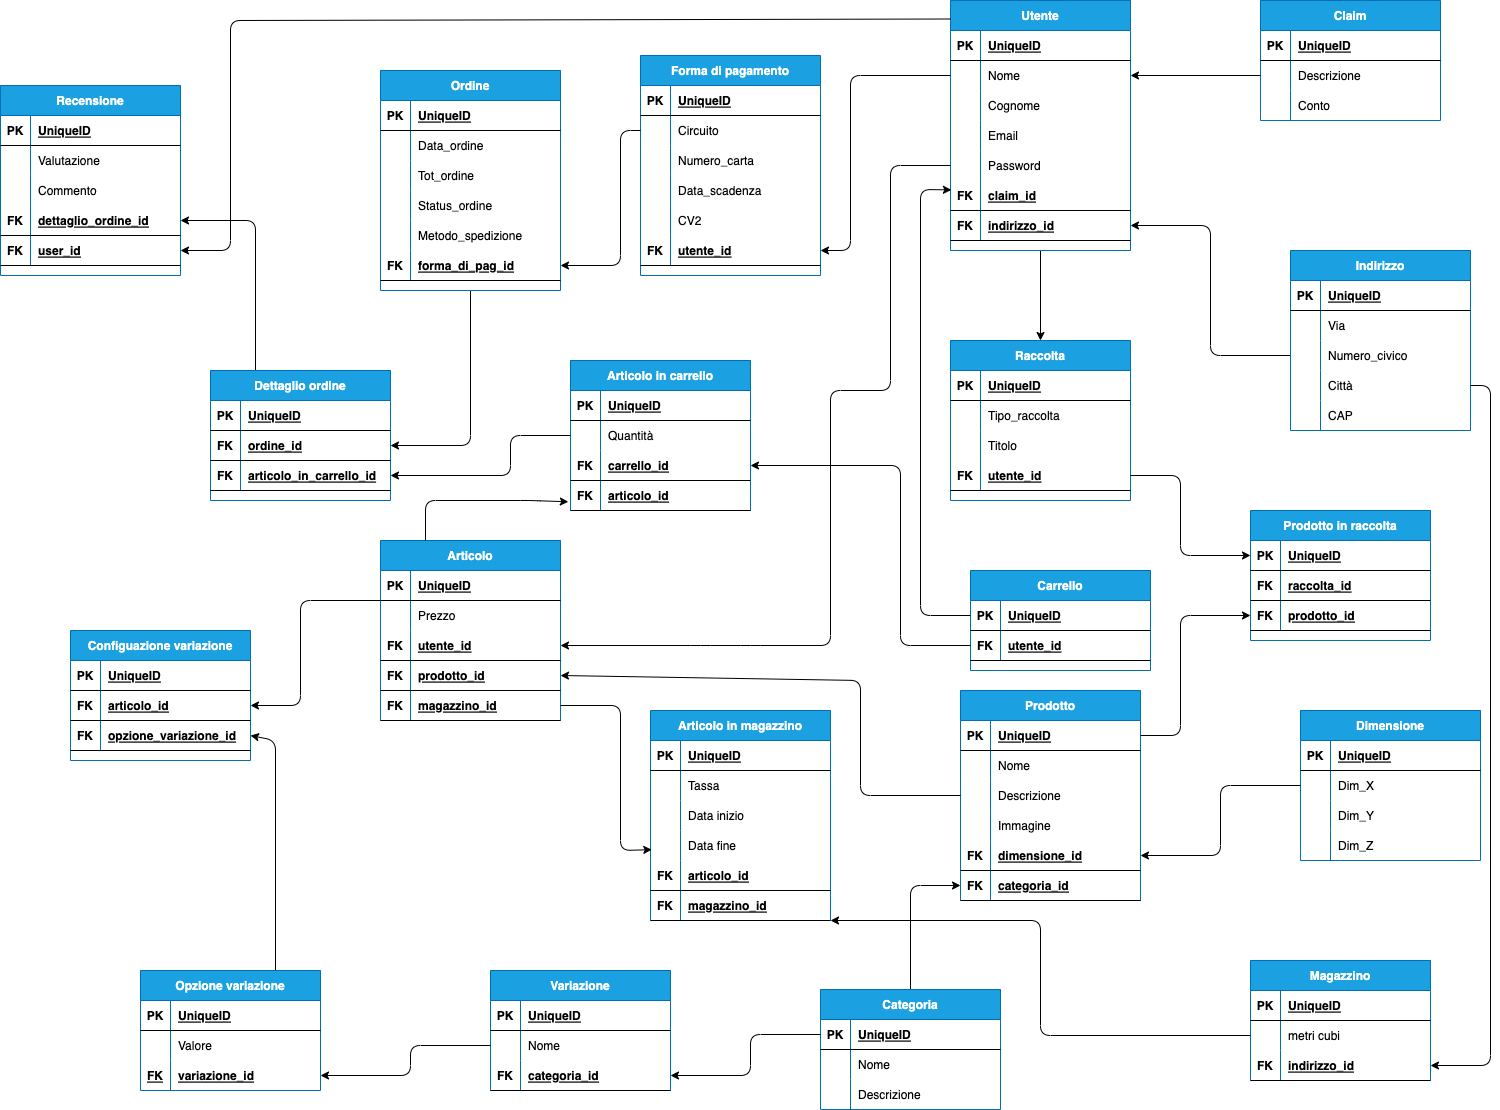 Utente
PK UniqueID
Nome
Cognome
Email
Password
FK claim_id
FK indirizzo_id
Claim
PK UniqueID
Descrizione
Conto
Forma di pagamento
PK UniqueID
Circuito
Numero_carta
Data_scadenza
CV2
FK utente_id
Ordine
PK UniqueID
Data_ordine
Tot_ordine
Status_ordine
Metodo_spedizione
FK forma_di_pag_id
Recensione
PK UniqueID
Valutazione
Commento
FK dettaglio_ordine_id
FK user_id
Indirizzo
PK UniqueID
Via
Numero_civico
Città
CAP
Raccolta
PK UniqueID
Tipo_raccolta
Titolo
FK utente_id
Articolo in carrello
PK UniqueID
Quantità
FK carrello_id
FK articolo_id
Dettaglio ordine
PK UniqueID
FK ordine_id
FK articolo_in_carrello_id
Prodotto in raccolta
PK UniqueID
FK raccolta_id
FK prodotto_id
Articolo
PK UniqueID
Prezzo
FK utente_id
FK prodotto_id
FK magazzino_id
Carrello
PK UniqueID
FK utente_id
Configuazione variazione
PK UniqueID
FK articolo_id
FK opzione_variazione_id
Prodotto
PK UniqueID
Nome
Descrizione
Immagine
FK dimensione_id
FK categoria_id
Articolo in magazzino
PK UniqueID
Tassa
Data inizio
Data fine
FK articolo_id
FK magazzino_id
Dimensione
PK UniqueID
Dim_X
Dim_Y
Dim_Z
Magazzino
PK UniqueID
metri cubi
FK indirizzo_id
Opzione variazione
PK UniqueID
Valore
FK variazione_id
Variazione
PK UniqueID
Nome
FK categoria_id
Categoria
PK UniqueID
Nome
Descrizione